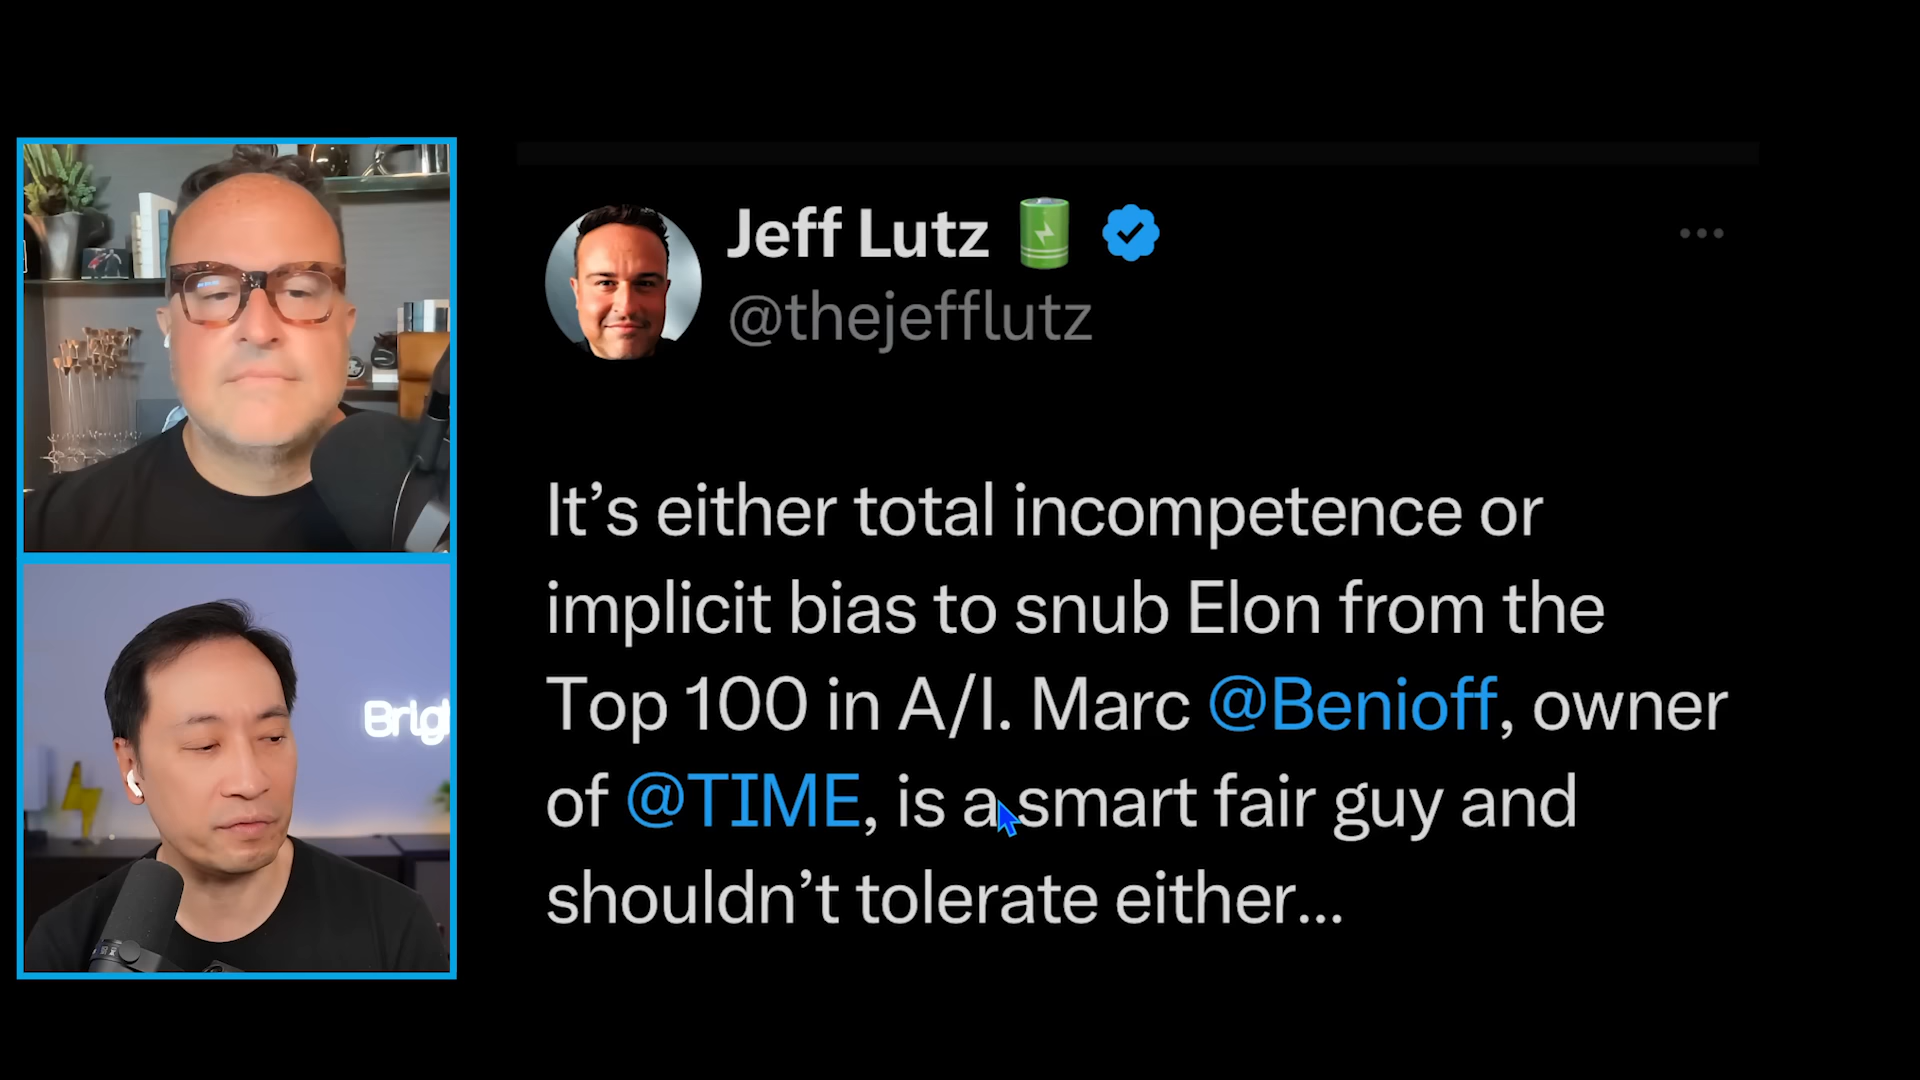 Jeff Lutz
@thejefflutz
It’s either total incompetence or
implicit bias to snub Elon from the
Top 100 in A/I. Marc @Benioff, owner
of @TIME, is a smart fair guy and
shouldn’t tolerate either...
Brigh